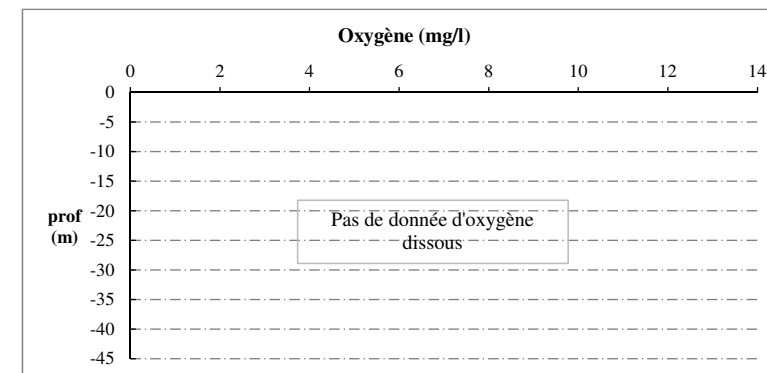 Oxygène (mg/l)
0 2 4 6 8 10 12 14
0
-5
-10
-15
prof
(m)
-20
-25
-30
-35
-40
-45
Pas de donnée d'oxygène
dissous